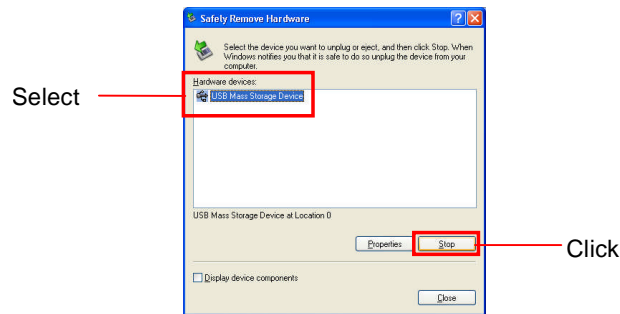 Safely Remove Hardware
Select the device you want to unplug or eject, and then click Stop. When
Windows notifies you that it is safe to do so unplug the device from your
computer.
Hardware devices:
Select
USB Mass Storage Device
USB Mass Storage Device at Location 0
Properties
Stop
Click
Display device components
Close